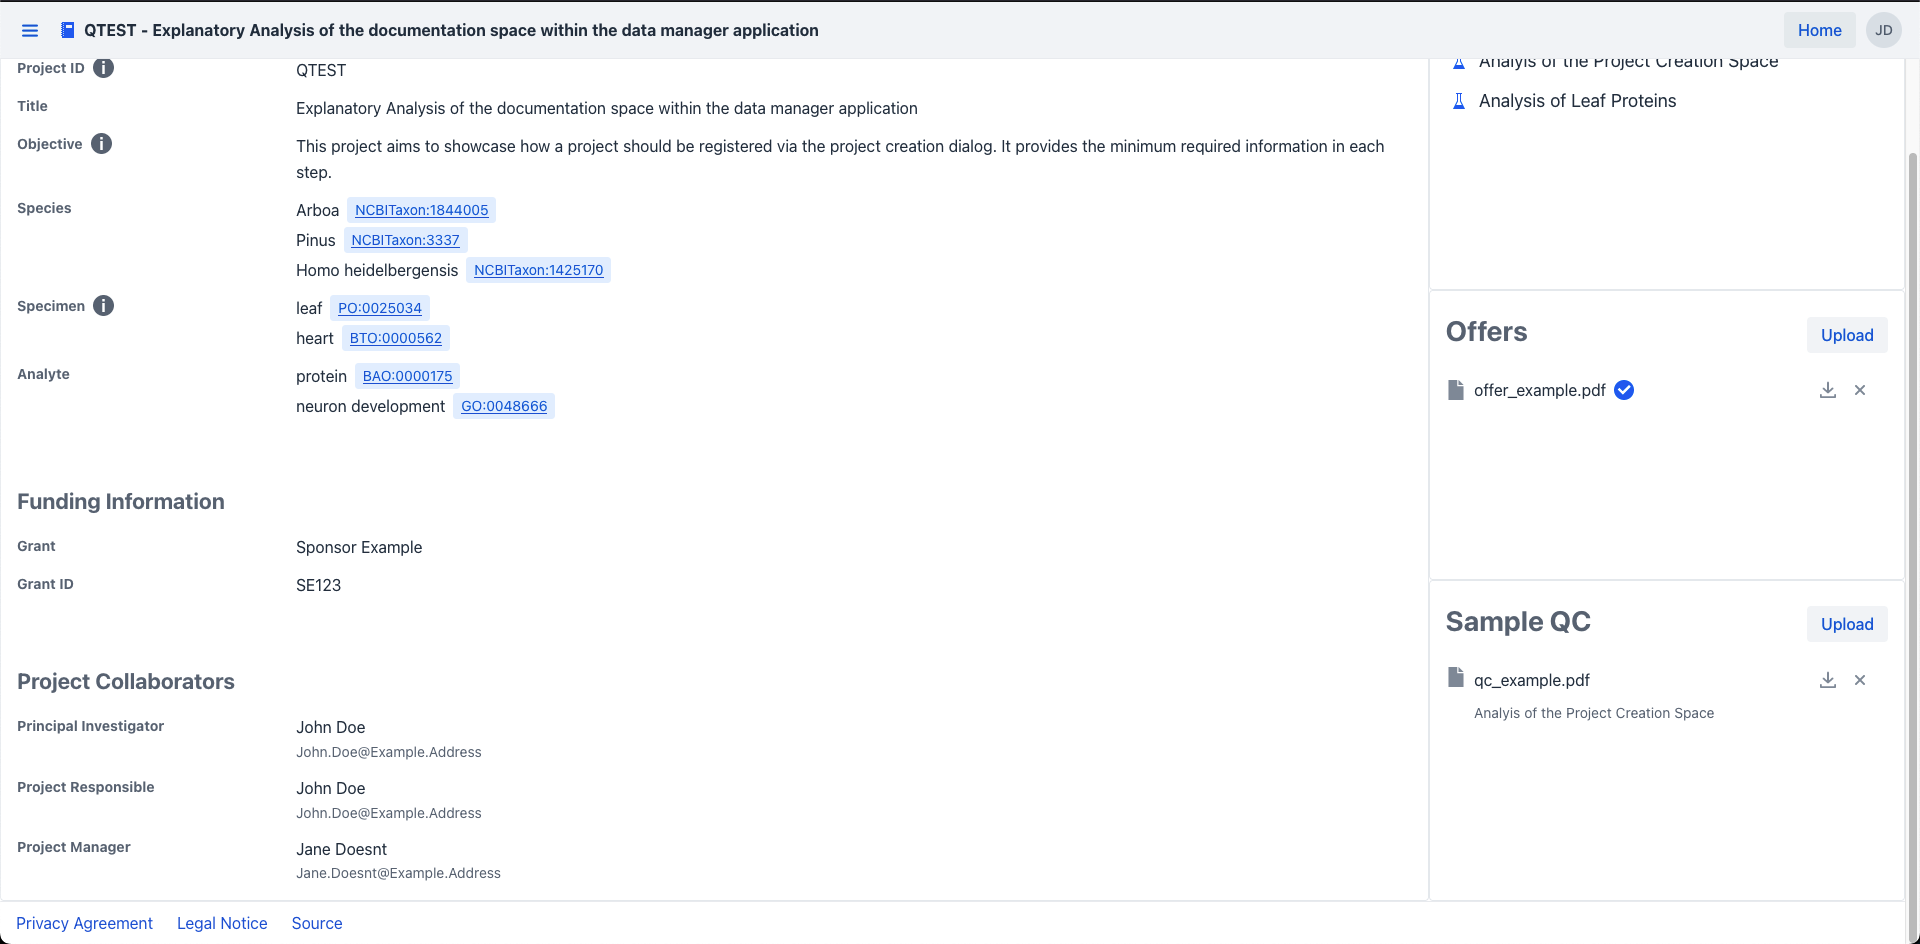 QTEST - Explanatory Analysis of the documentation space within the data manager application
Home
JD
Project ID
QTEST
Title
Explanatory Analysis of the documentation space within the data manager application
Objective
This project aims to showcase how a project should be registered via the project creation dialog. It provides the minimum required information in each
step.
Species
Arboa NCBITaxon:1844005
Pinus NCBITaxon:3337
Homo heidelbergensis NCBITaxon:1425170
Specimen
leaf PO:0025034
heart BTO:0000562
Analyte
protein BAO:0000175
neuron development GO:0048666
Funding Information
Grant
Sponsor Example
Grant ID
SE123
Project Collaborators
Principal Investigator
John Doe
John.Doe@Example.Address
Project Responsible
John Doe
John.Doe@Example.Address
Project Manager
Jane Doesnt
Jane.Doesnt@Example.Address
Analyis of the Project Creation Space
Analysis of Leaf Proteins
Offers
Upload
offer_example.pdf
Sample QC
Upload
qc_example.pdf
Analyis of the Project Creation Space
Privacy Agreement
Legal Notice
Source